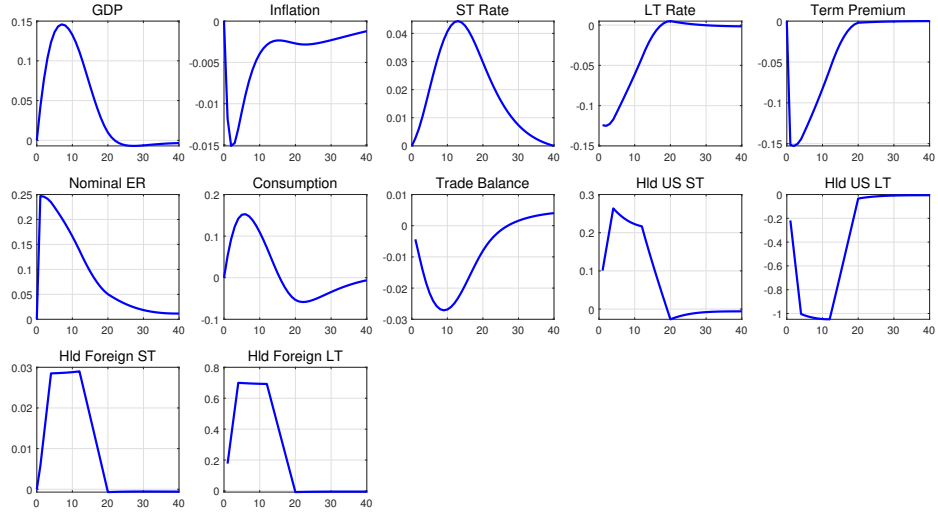 GDP
0.15
0.1
0.05
0
0 10 20 30 40
Inflation
0
-0.005
-0.01
-0.015
0 10 20 30 40
ST Rate
0.04
0.03
0.02
0.01
0
0 10 20 30 40
LT Rate
0
-0.05
-0.1
-0.15
0 10 20 30 40
Term Premium
0
-0.05
-0.1
-0.15
0 10 20 30 40
Nominal ER
0.25
0.2
0.15
0.1
0.05
0
0 10 20 30 40
Consumption
0.2
0.1
0
-0.1
0 10 20 30 40
Trade Balance
0.01
0
-0.01
-0.02
-0.03
0 10 20 30 40
Hld US ST
0.3
0.2
0.1
0
0 10 20 30 40
Hld US LT
0
-0.2
-0.4
-0.6
-0.8
-1
0 10 20 30 40
Hld Foreign ST
0.03
0.02
0.01
0
0 10 20 30 40
Hld Foreign LT
0.8
0.6
0.4
0.2
0
0 10 20 30 40